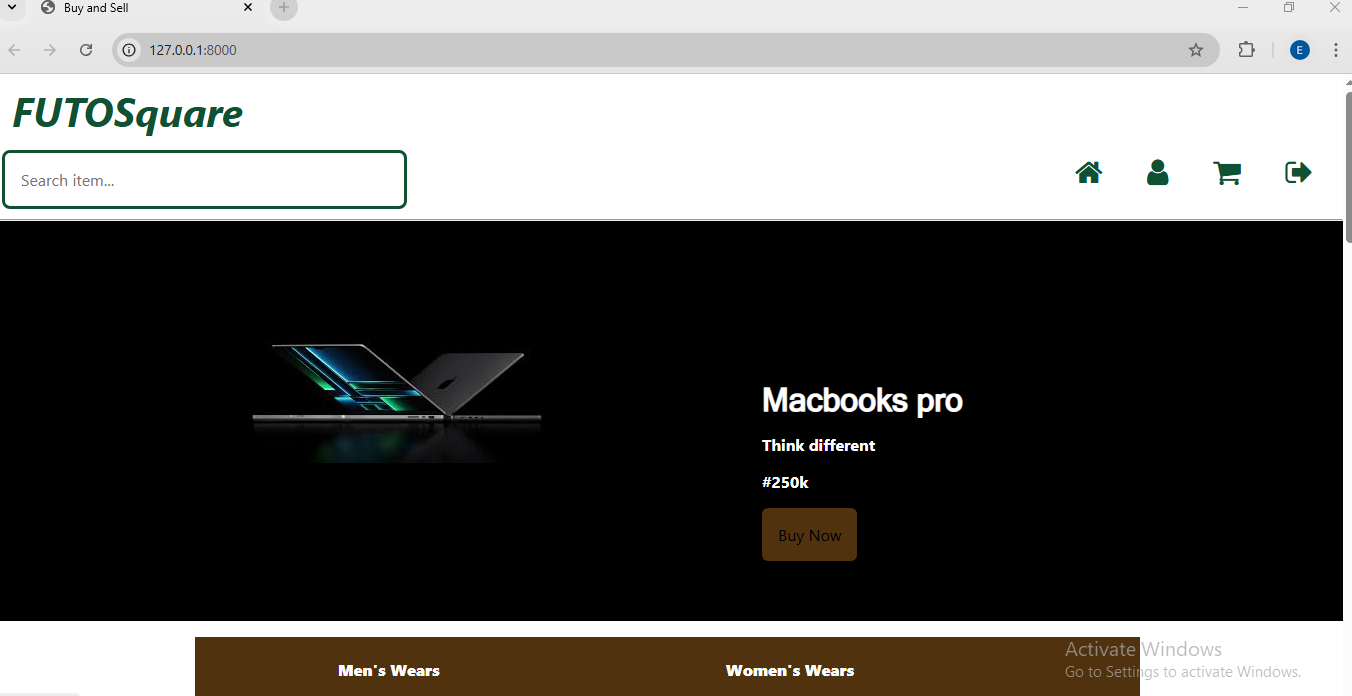 Buy and Sell
127.0.0.1:8000
E
FUTOSquare
Search item...
Macbooks pro
Think different
#250k
Buy Now
Men's Wears Women's Wears
Activate Windows
Go to Settings to activate Windows.